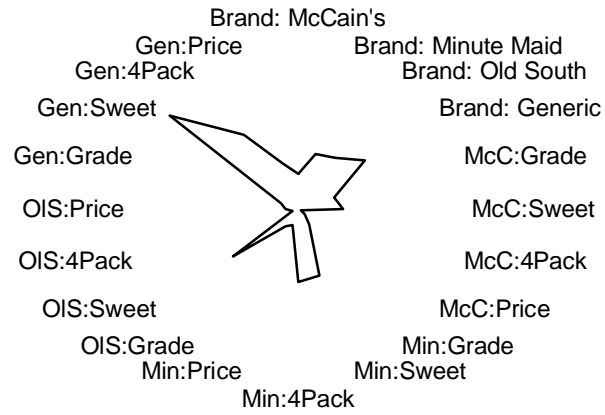 Brand: McCain's
Gen:Price
Brand: Minute Maid
Gen:4Pack
Brand: Old South
Gen:Sweet
Brand: Generic
Gen:Grade
McC:Grade
OlS:Price
McC:Sweet
OlS:4Pack
McC:4Pack
OlS:Sweet
McC:Price
OlS:Grade
Min:Grade
Min:Price
Min:Sweet
Min:4Pack